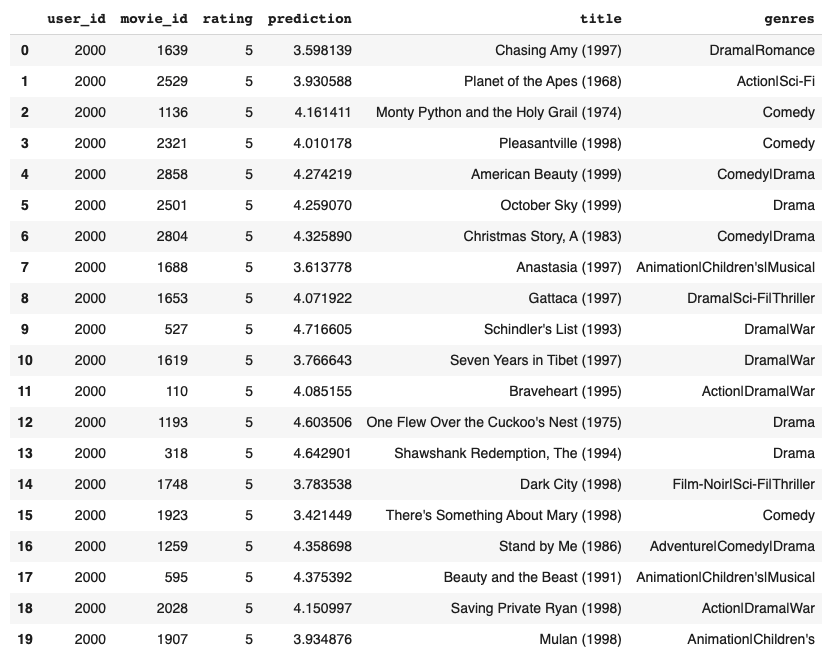 user_id movie_id rating prediction title genres
0 2000 1639 5 3.598139 Chasing Amy (1997) Drama|Romance
1 2000 2529 5 3.930588 Planet of the Apes (1968) Action|Sci-Fi
2 2000 1136 5 4.161411 Monty Python and the Holy Grail (1974) Comedy
3 2000 2321 5 4.010178 Pleasantville (1998) Comedy
4 2000 2858 5 4.274219 American Beauty (1999) Comedy|Drama
5 2000 2501 5 4.259070 October Sky (1999) Drama
6 2000 2804 5 4.325890 Christmas Story, A (1983) Comedy|Drama
7 2000 1688 5 3.613778 Anastasia (1997) Animation|Children's|Musical
8 2000 1653 5 4.071922 Gattaca (1997) Drama|Sci-Fi|Thriller
9 2000 527 5 4.716605 Schindler's List (1993) Drama|War
10 2000 1619 5 3.766643 Seven Years in Tibet (1997) Drama|War
11 2000 110 5 4.085155 Braveheart (1995) Action|Drama|War
12 2000 1193 5 4.603506 One Flew Over the Cuckoo's Nest (1975) Drama
13 2000 318 5 4.642901 Shawshank Redemption, The (1994) Drama
14 2000 1748 5 3.783538 Dark City (1998) Film-Noir|Sci-Fi|Thriller
15 2000 1923 5 3.421449 There's Something About Mary (1998) Comedy
16 2000 1259 5 4.358698 Stand by Me (1986) Adventure|Comedy|Drama
17 2000 595 5 4.375392 Beauty and the Beast (1991) Animation|Children's|Musical
18 2000 2028 5 4.150997 Saving Private Ryan (1998) Action|Drama|War
19 2000 1907 5 3.934876 Mulan (1998) Animation|Children's